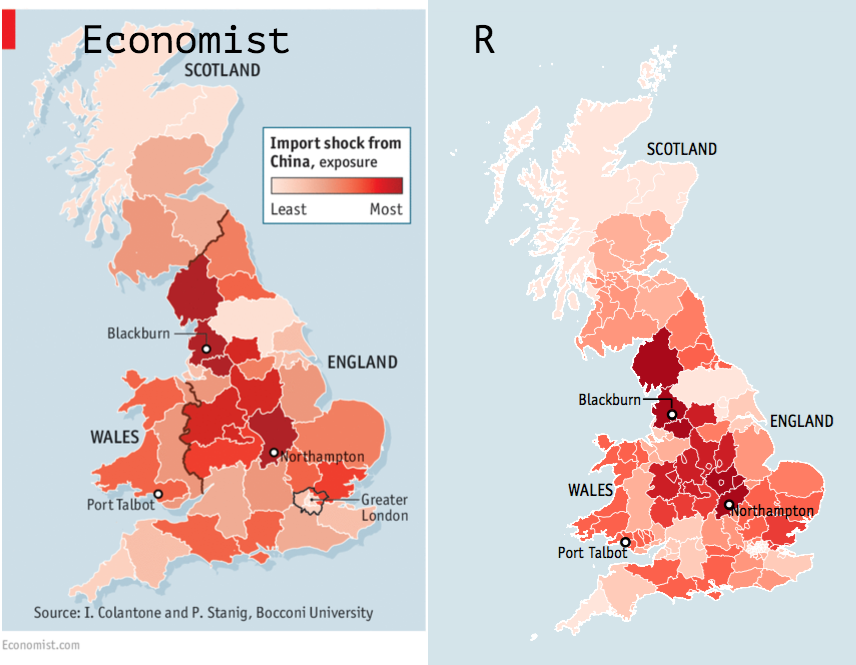 Economist
SCOTLAND
Import shock from
China, exposure
Least Most
Blackburn
ENGLAND
WALES
Northampton
Port Talbot
Greater
London
Source: I. Colantone and P. Stanig, Bocconi University
Economist.com
R
SCOTLAND
Blackburn
ENGLAND
WALES
Northampton
Port Talbot